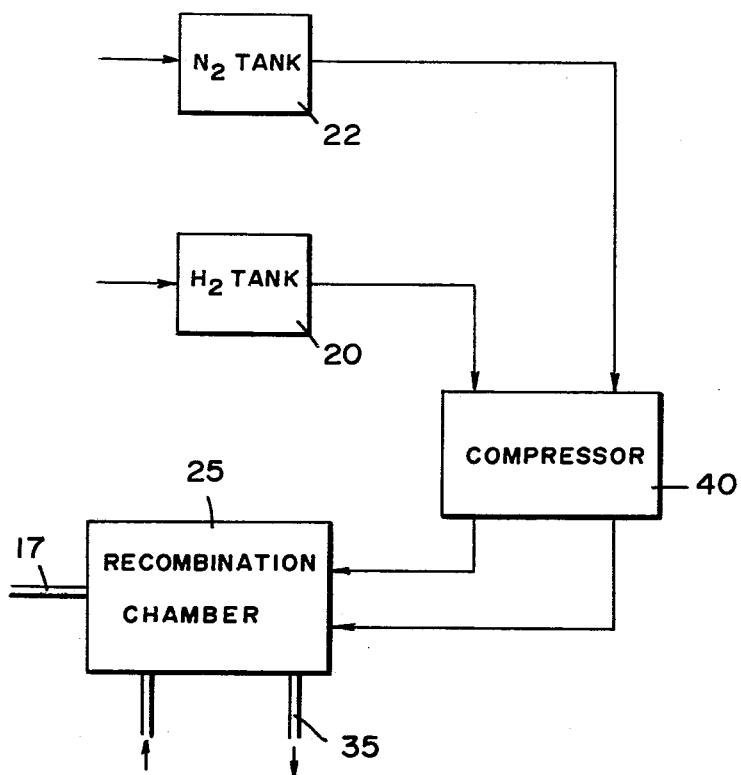 N2 TANK
22
H2 TANK
20
COMPRESSOR
40
25
17
RECOMBINATION
CHAMBER
35